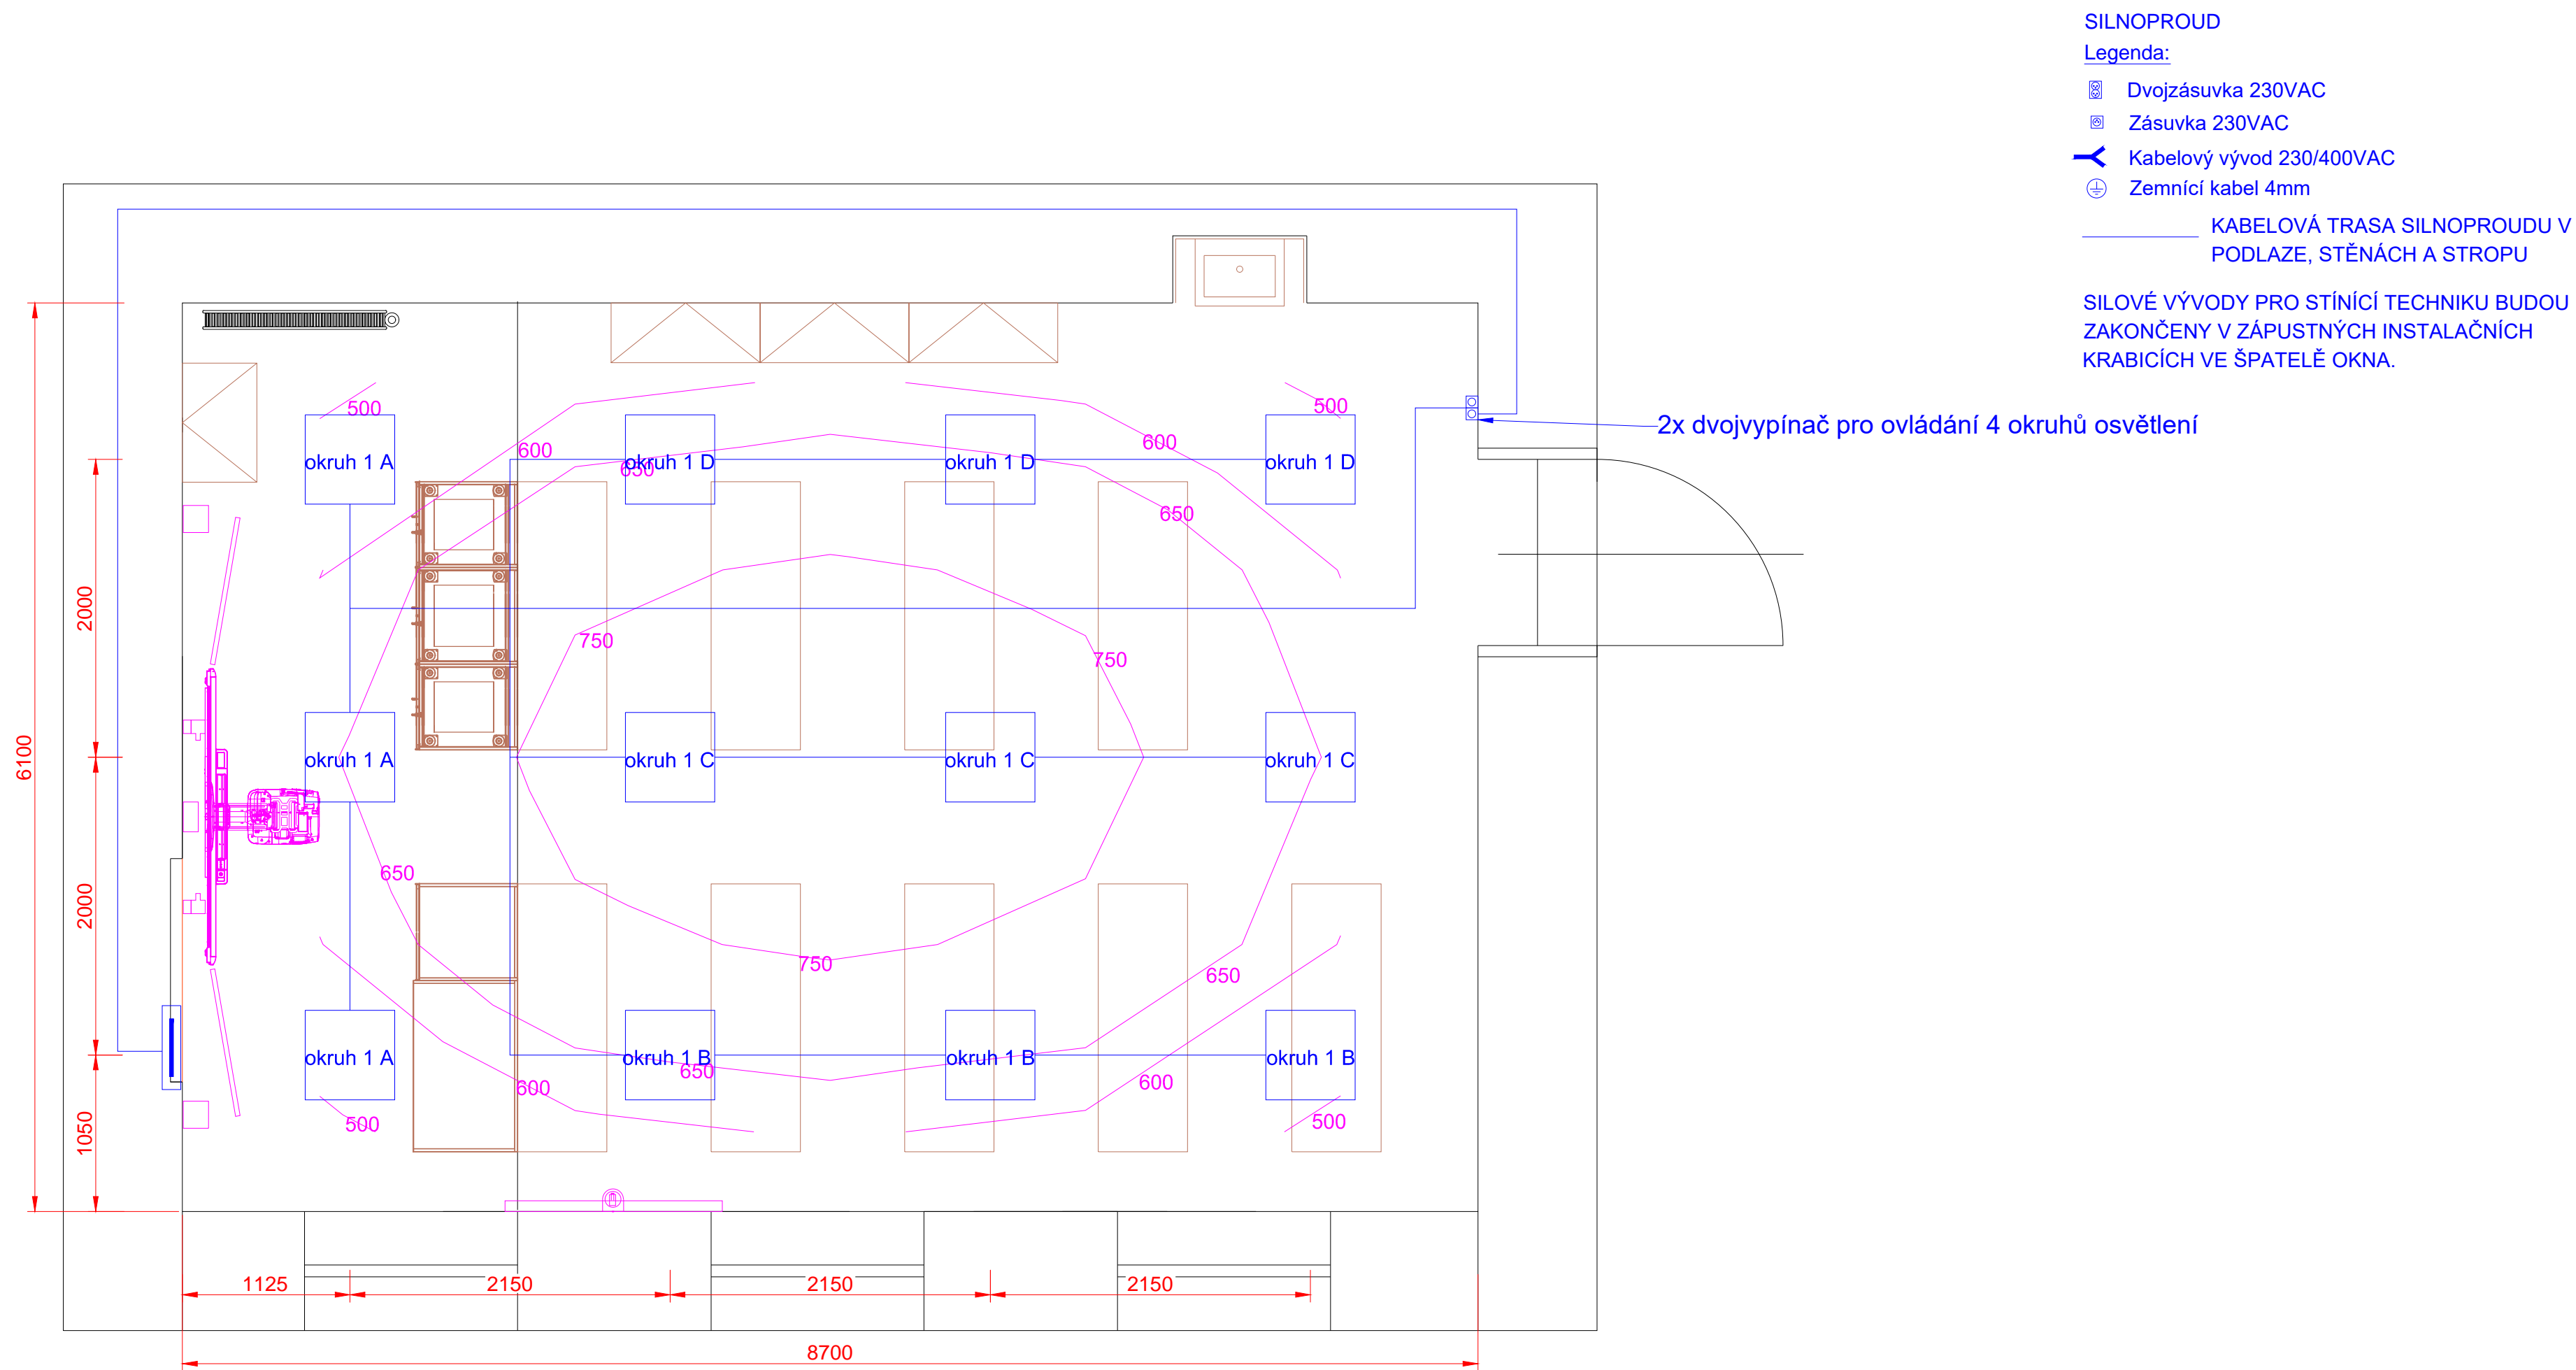 SILNOPROUD
Legenda:
Dvojzásuvka 230VAC
Zásuvka 230VAC
Kabelový vývod 230/400VAC
Zemnící kabel 4mm
KABELOVÁ TRASA SILNOPROUDU V
PODLAZE, STĚNÁCH A STROPU
SILOVÉ VÝVODY PRO STÍNÍCÍ TECHNIKU BUDOU
ZAKONČENY V ZÁPUSTNÝCH INSTALAČNÍCH
KRABICÍCH VE ŠPATELĚ OKNA.
2x dvojvypínač pro ovládání 4 okruhů osvětlení
500
500
600
600
okruh 1 A
okruh 1 D
okruh 1 D
okruh 1 D
650
650
2000
750
750
6100
okruh 1 A
okruh 1 C
okruh 1 C
okruh 1 C
650
2000
750
650
okruh 1 A
okruh 1 B
okruh 1 B
okruh 1 B
650
600
600
500
500
1050
1125
2150
2150
2150
8700